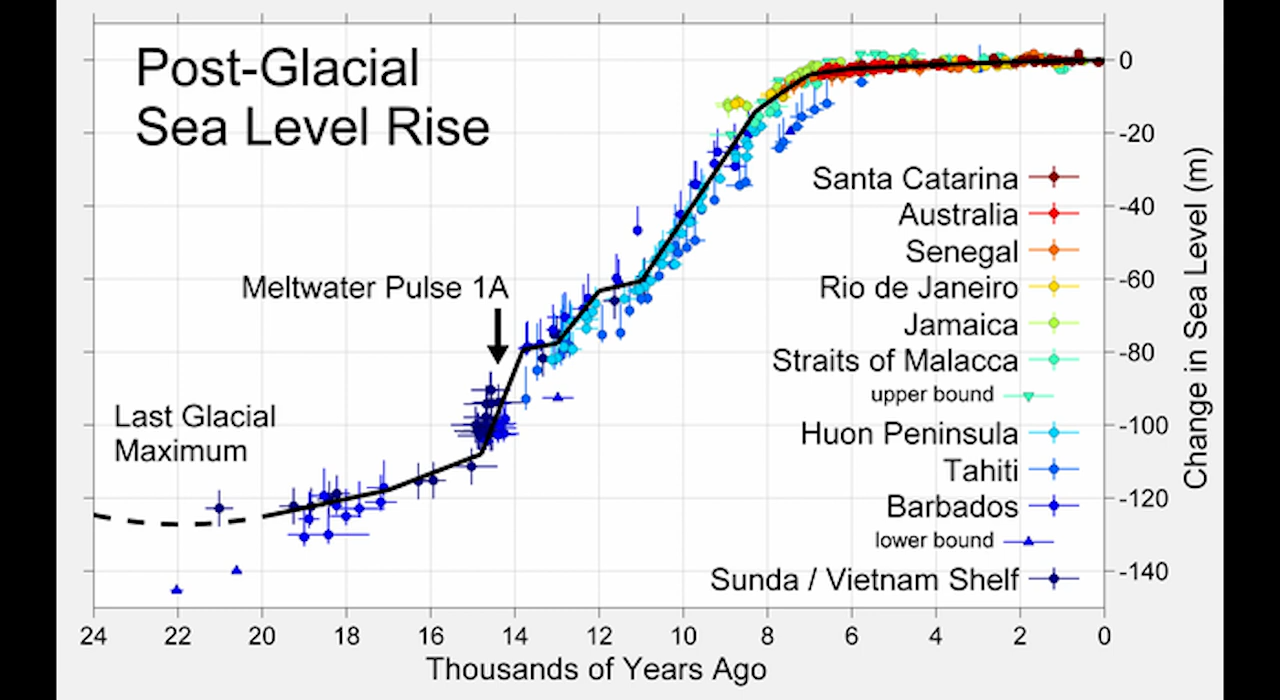 Post-Glacial
Sea Level Rise
Meltwater Pulse 1A
Last Glacial
Maximum
Santa Catarina
Australia
Senegal
Rio de Janeiro
Jamaica
Straits of Malacca
upper bound
Huon Peninsula
Tahiti
Barbados
lower bound
Sunda / Vietnam Shelf
0
-20
-40
-60
-80
-100
-120
-140
Change in Sea Level (m)
24 22 20 18 16 14 12 10 8 6 4 2 0
Thousands of Years Ago